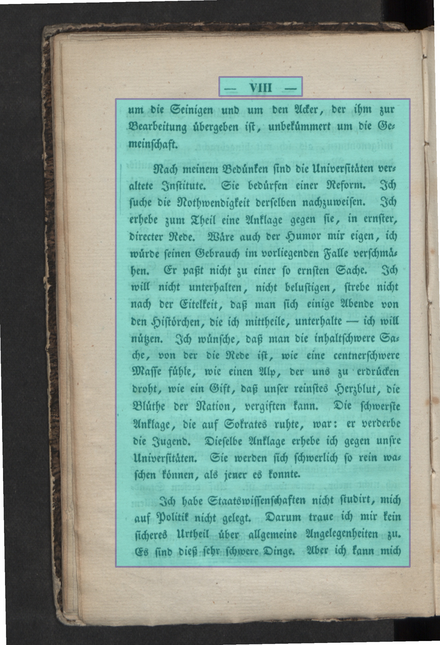 — VIII —
um die Seinigen und um den Acker, der ihm zur
Bearbeitung übergeben ist, unbekümmert um die Ge-
meinschaft.
Nach meinem Bedünken sind die Universitäten ver-
altete Institute. Sie bedürfen einer Reform. Ich
suche die Nothwendigkeit derselben nachzuweisen. Ich
erhebe zum Theil eine Anklage gegen sie, in ernster,
directer Rede. Wäre auch der Humor mir eigen, ich
würde seinen Gebrauch im vorliegenden Falle verschmä-
hen. Er paßt nicht zu einer so ernsten Sache. Ich
will nicht unterhalten, nicht belustigen, strebe nicht
nach der Eitelkeit, daß man sich einige Abende von
den Histörchen, die ich mittheile, unterhalte — ich will
nützen. Ich wünsche, daß man die inhaltschwere Sa-
che, von der die Rede ist, wie eine centnerschwere
Masse fühle, wie einen Alp, der uns zu erdrücken
droht, wie ein Gift, daß unser reinstes Herzblut, die
Blüthe der Nation, vergiften kann. Die schwerste
Anklage, die auf Sokrates ruhte, war: er verderbe
die Jugend. Dieselbe Anklage erhebe ich gegen unsre
Universitäten. Sie werden sich schwerlich so rein wa-
schen können, als jener es konnte.
Ich habe Staatswissenschaften nicht studirt, mich
auf Politik nicht gelegt. Darum traue ich mir kein
sicheres Urtheil über allgemeine Angelegenheiten zu.
Es sind dieß sehr schwere Dinge. Aber ich kann mich